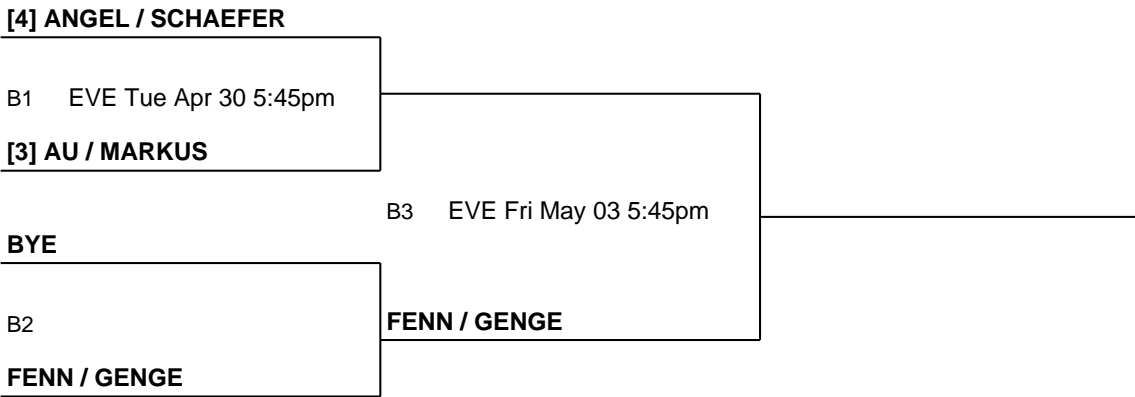 [4] ANGEL / SCHAEFER
B1 EVE Tue Apr 30 5:45pm
[3] AU / MARKUS
B3 EVE Fri May 03 5:45pm
BYE
B2
FENN / GENGE
FENN / GENGE